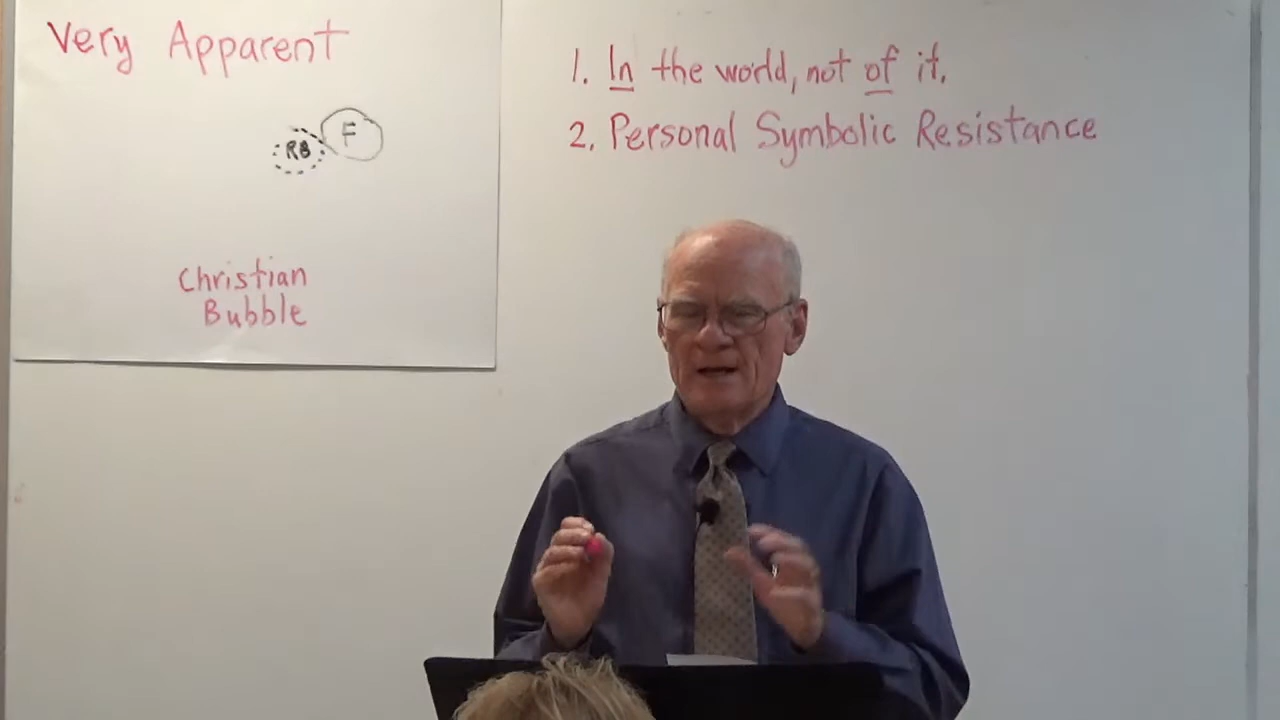 Very Apparent
RB
F
Christian
Bubble
1. In the world, not of it.
2. Personal Symbolic Resistance